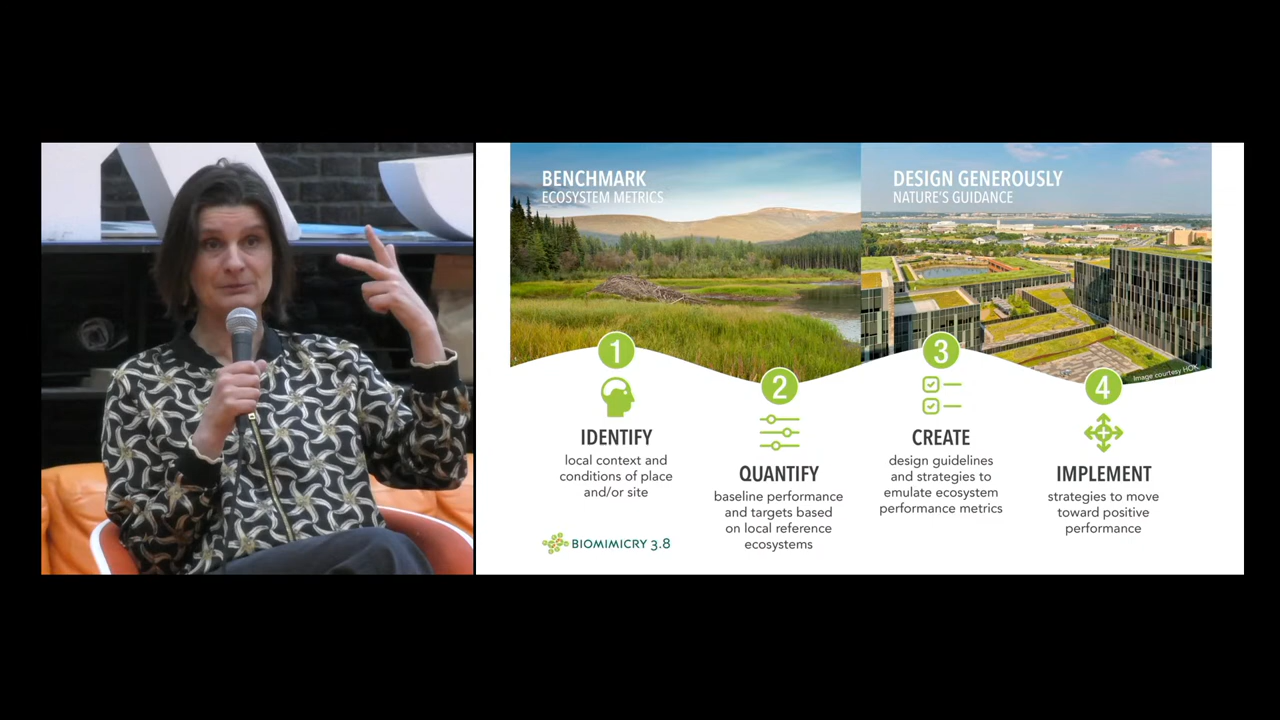 BENCHMARK
ECOSYSTEM METRICS
DESIGN GENEROUSLY
NATURE'S GUIDANCE
Image courtesy HOK
1
IDENTIFY
local context and
conditions of place
and/or site
2
QUANTIFY
baseline performance
and targets based
on local reference
ecosystems
3
CREATE
design guidelines
and strategies to
emulate ecosystem
performance metrics
4
IMPLEMENT
strategies to move
toward positive
performance
BIOMIMICRY 3.8